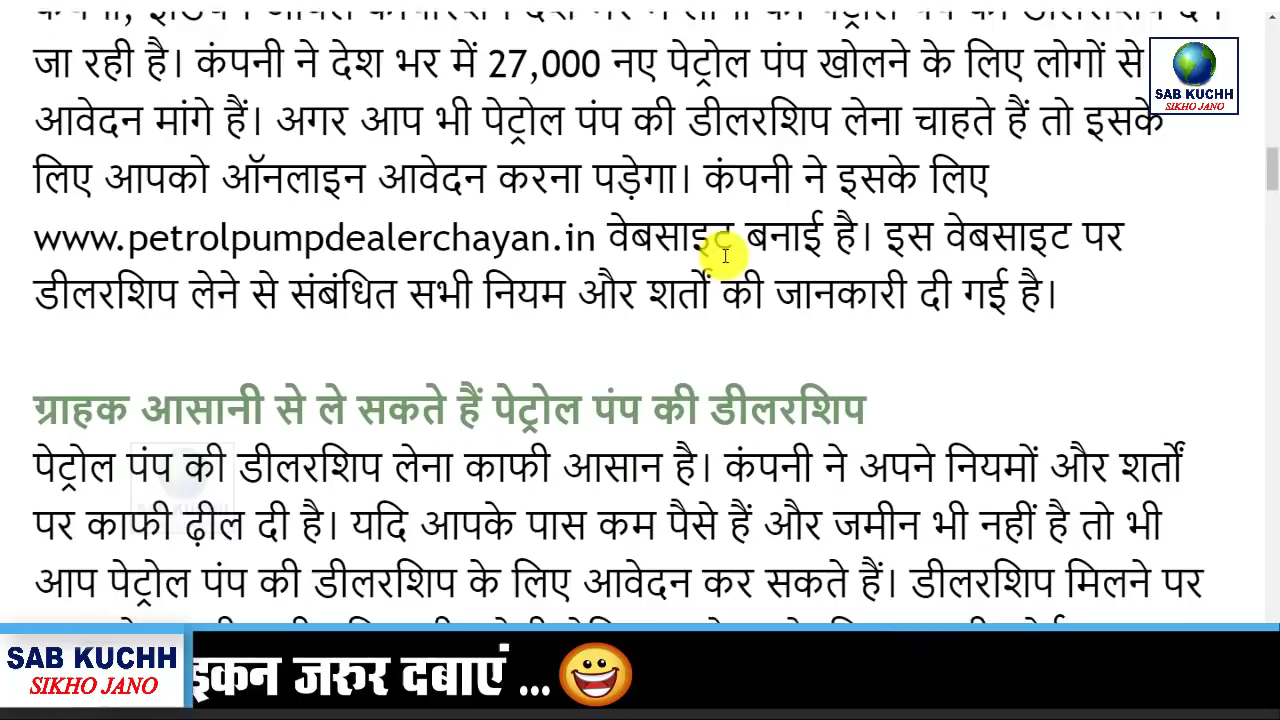 जा रही है। कंपनी ने देश भर में 27,000 नए पेट्रोल पंप खोलने के लिए लोगों से
आवेदन मांगे हैं। अगर आप भी पेट्रोल पंप की डीलरशिप लेना चाहते हैं तो इसके
लिए आपको ऑनलाइन आवेदन करना पड़ेगा। कंपनी ने इसके लिए
www.petrolpumpdealerchayan.in वेबसाइट बनाई है। इस वेबसाइट पर
डीलरशिप लेने से संबंधित सभी नियम और शर्तों की जानकारी दी गई है।
ग्राहक आसानी से ले सकते हैं पेट्रोल पंप की डीलरशिप
पेट्रोल पंप की डीलरशिप लेना काफी आसान है। कंपनी ने अपने नियमों और शर्तों
पर काफी ढ़ील दी है। यदि आपके पास कम पैसे हैं और जमीन भी नहीं है तो भी
आप पेट्रोल पंप की डीलरशिप के लिए आवेदन कर सकते हैं। डीलरशिप मिलने पर
SAB KUCHH
SIKHO JANO
SAB KUCHH
SIKHO JANO
इकन जरुर दबाएं ...